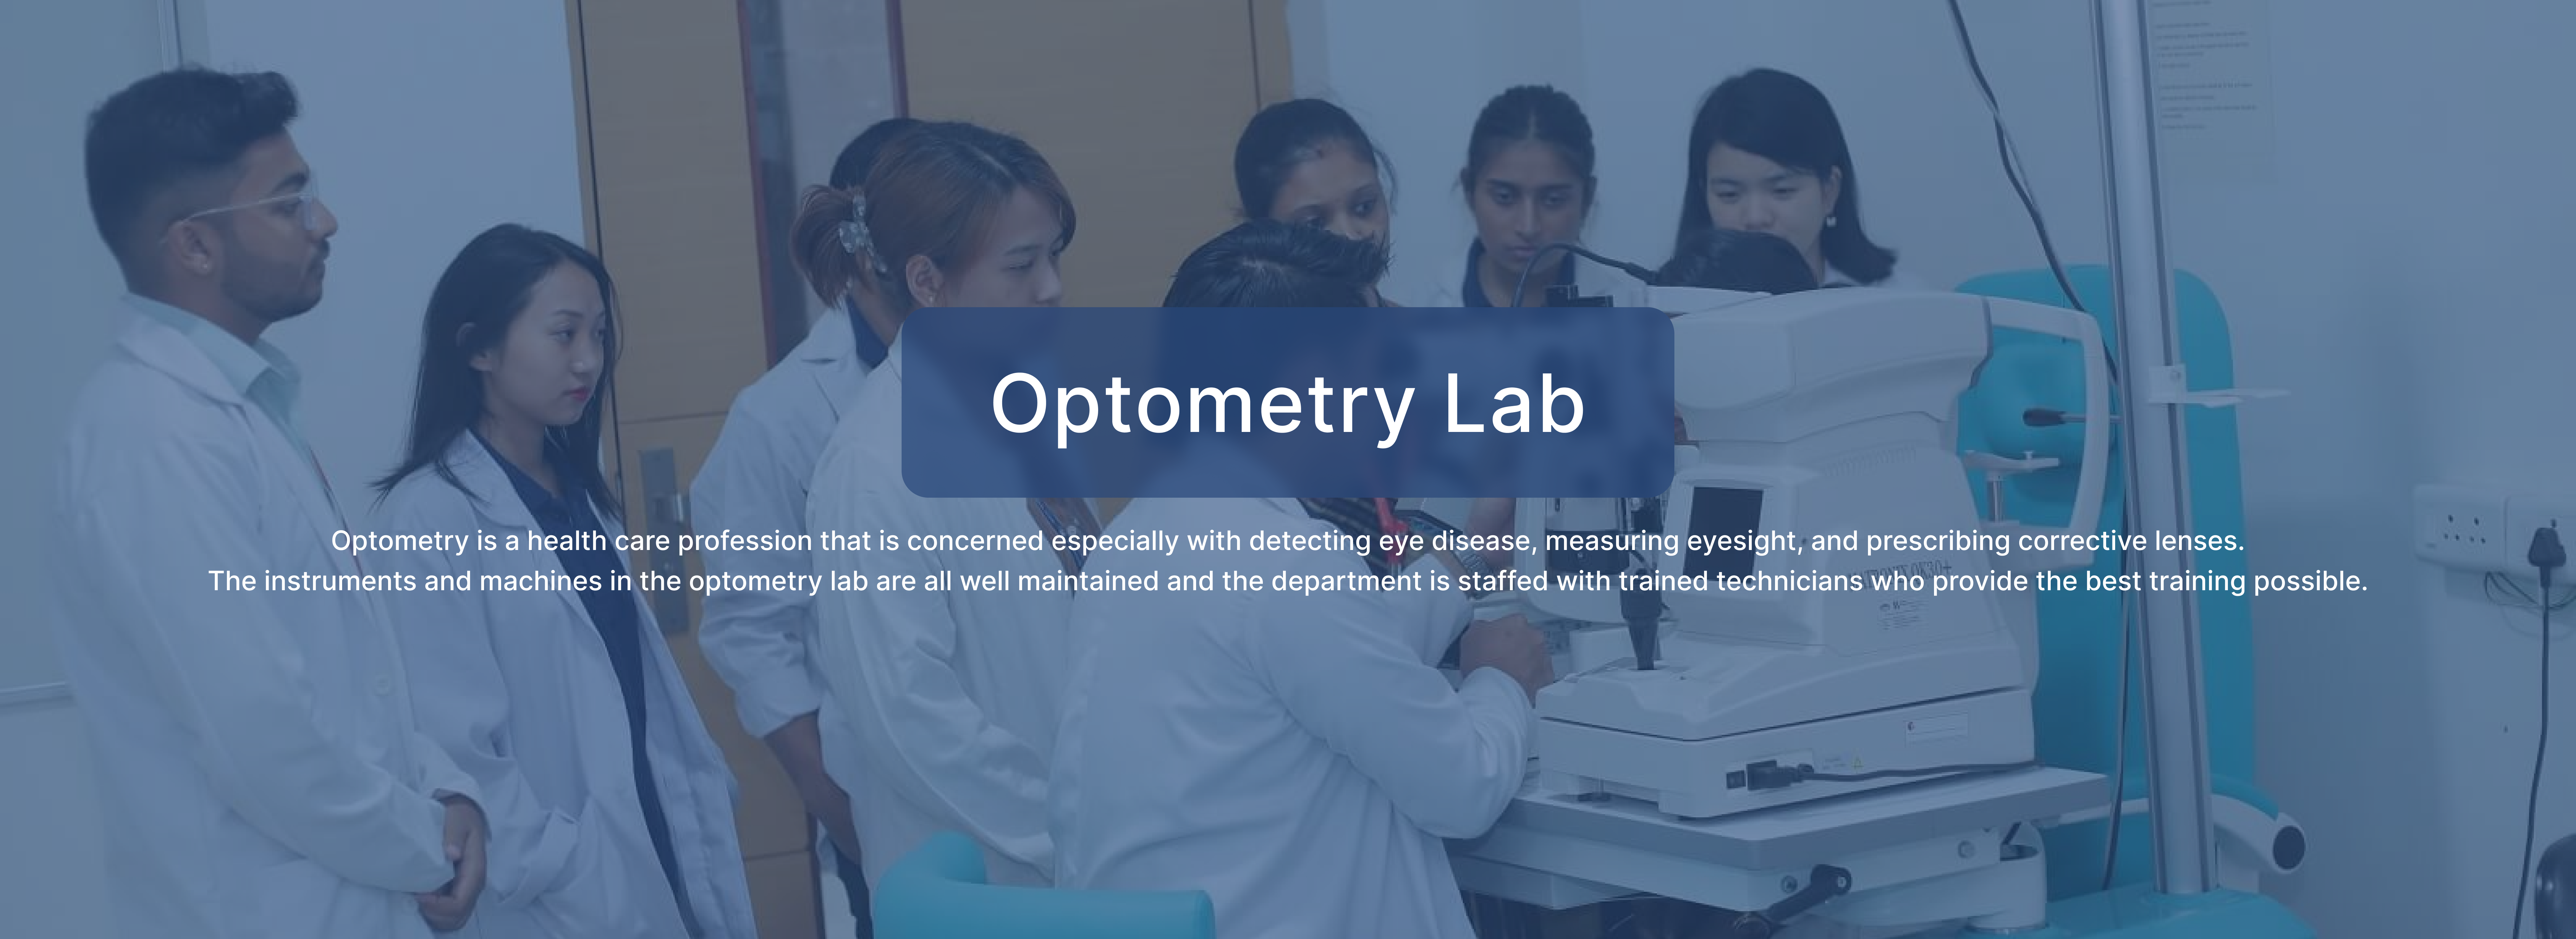 Optometry Lab
Optometry is a health care profession that is concerned especially with detecting eye disease, measuring eyesight, and prescribing corrective lenses.
The instruments and machines in the optometry lab are all well maintained and the department is staffed with trained technicians who provide the best training possible.